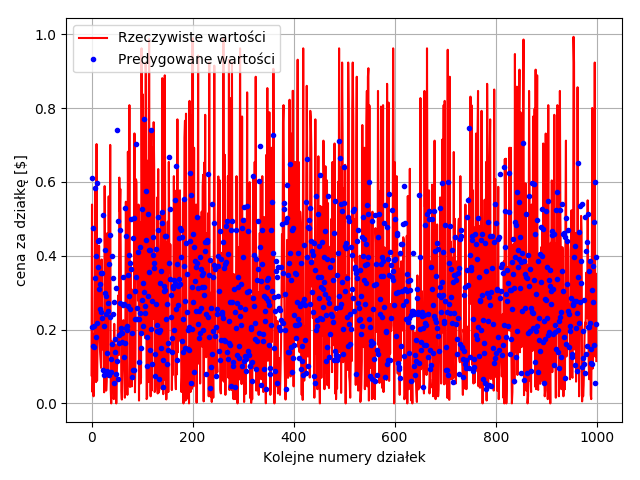 Rzeczywiste wartości
Predygowane wartości
cena za działkę [$]
1.0
0.8
0.6
0.4
0.2
0.0
0 200 400 600 800 1000
Kolejne numery działek